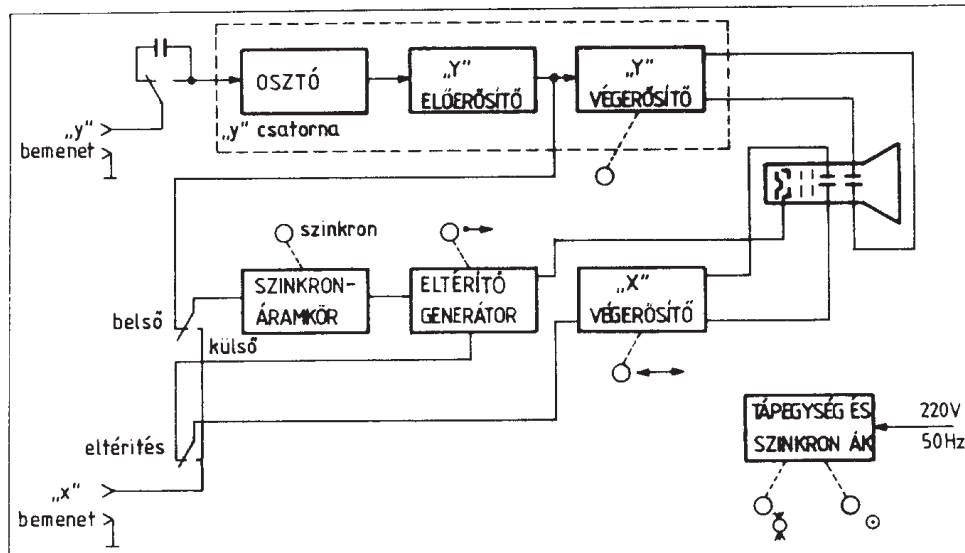 „y"
bemenet
OSZTÓ
„Y"
ELŐERŐSÍTŐ
„Y"
VÉGERŐSÍTŐ
„y" csatorna
szinkron
SZINKRON-
ÁRAMKÖR
ELTÉRÍTŐ
GENERÁTOR
„X"
VÉGERŐSÍTŐ
belső
külső
eltérités
„x"
bemenet
TÁPEGYSÉG ÉS
SZINKRON ÁK
220V
50Hz